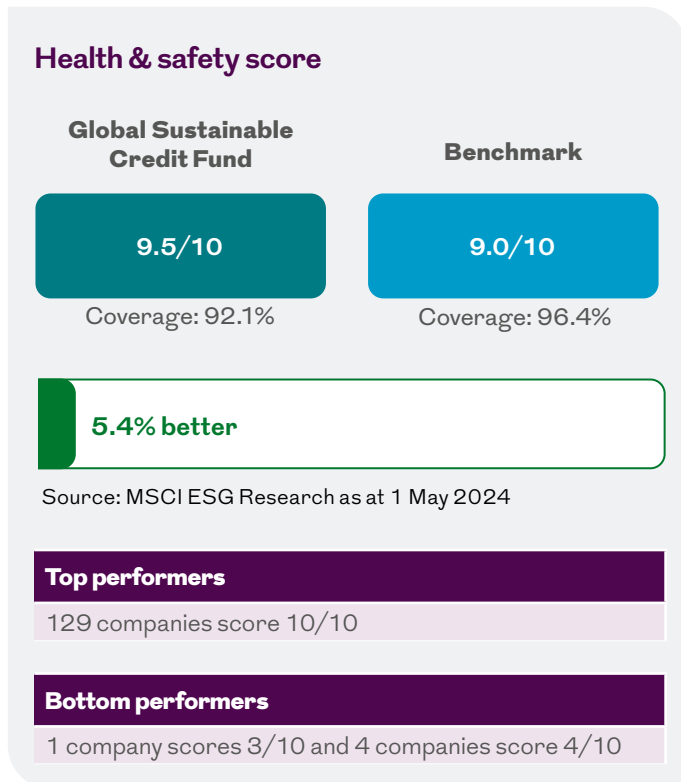 Health & safety score
Global Sustainable
Credit Fund
Benchmark
9.5/10
9.0/10
Coverage: 92.1%
Coverage: 96.4%
5.4% better
Source: MSCI ESG Research as at 1 May 2024
Top performers
129 companies score 10/10
Bottom performers
1 company scores 3/10 and 4 companies score 4/10